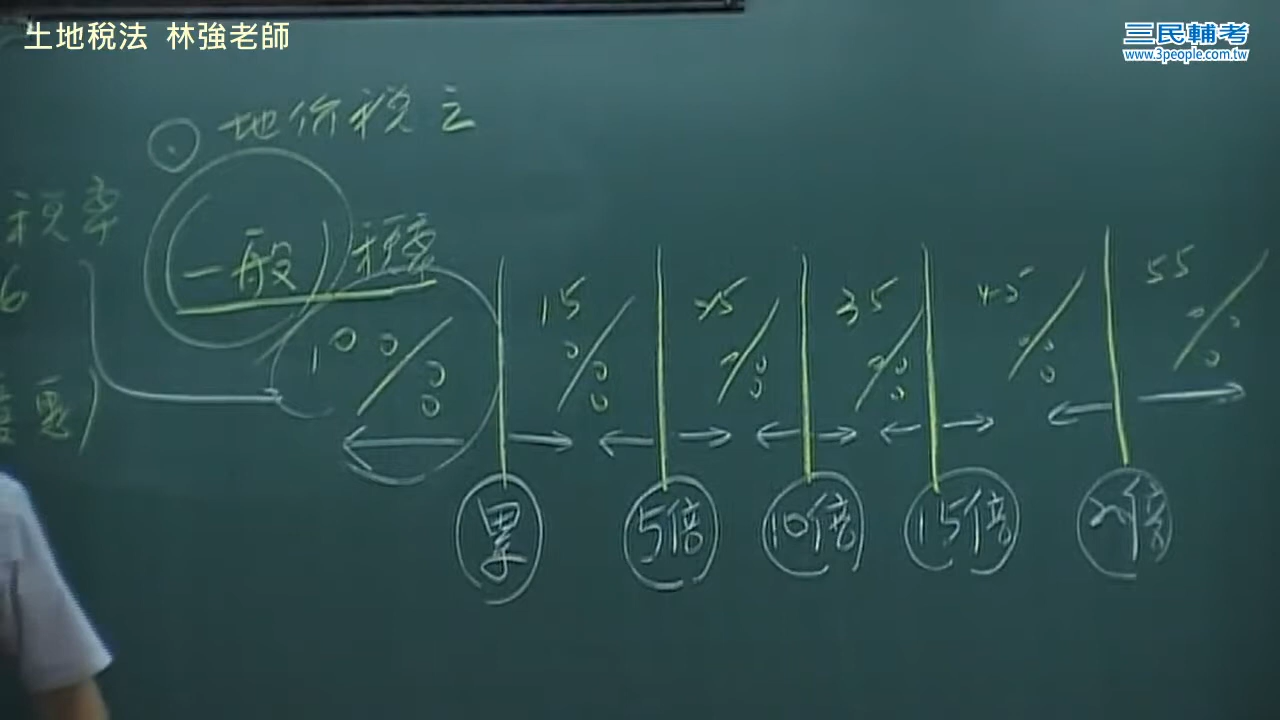 土地稅法 林強老師
三民輔考
www.3people.com.tw
地价稅之
稅率
(一般)稅率
6
10 ‰ 15 ‰ 25 ‰ 35 ‰ 45 ‰ 55 ‰
累 5倍 10倍 15倍 20倍